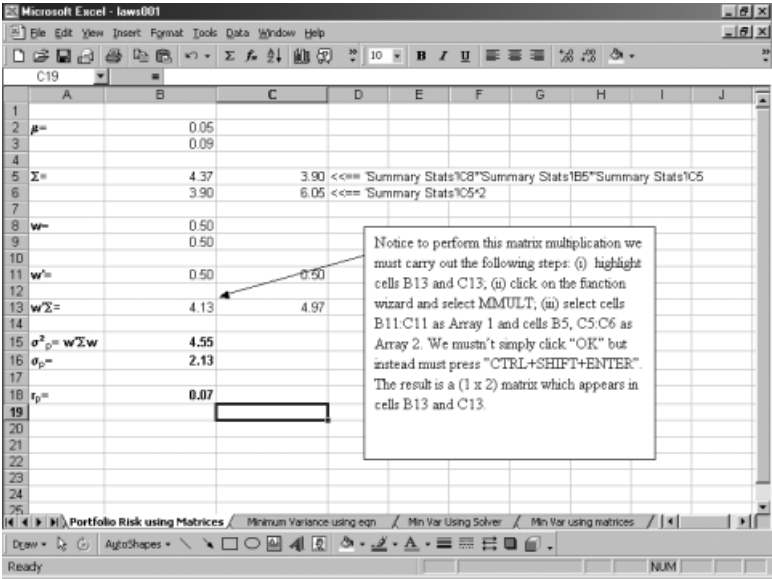 Microsoft Excel - laws001
File Edit View Insert Format Tools Data Window Help
10 B I U
C19 =
A B C D E F G H I J
1
2 μ= 0.05
3 0.09
4
5 Σ= 4.37 3.90 <<== 'Summary Stats'!C8*'Summary Stats'!B5*'Summary Stats'!C5
6 3.90 6.05 <<== 'Summary Stats'!C5^2
7
8 w= 0.50
9 0.50
10
11 w'= 0.50 0.50
12
13 w'Σ= 4.13 4.97
14
15 σ²p= w'Σw 4.55
16 σp= 2.13
17
18 rp= 0.07
19
20
21
22
23
24
25
Notice to perform this matrix multiplication we
must carry out the following steps: (i) highlight
cells B13 and C13; (ii) click on the function
wizard and select MMULT; (iii) select cells
B11:C11 as Array 1 and cells B5, C5:C6 as
Array 2. We mustn't simply click "OK" but
instead must press "CTRL+SHIFT+ENTER".
The result is a (1 x 2) matrix which appears in
cells B13 and C13.
Portfolio Risk using Matrices / Minimum Variance using eqn / Min Var Using Solver / Min Var using matrices /
Draw AutoShapes
Ready NUM